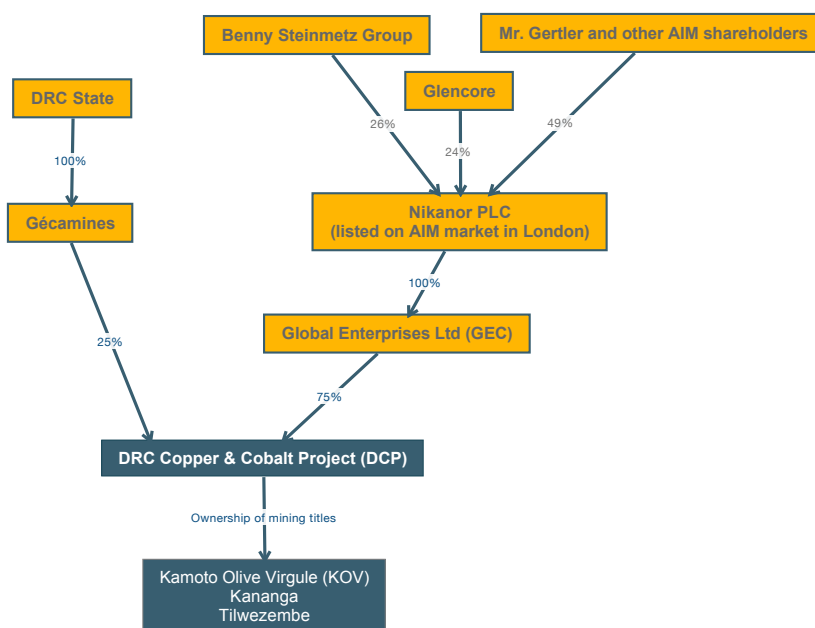 Benny Steinmetz Group
Mr. Gertler and other AIM shareholders
Glencore
DRC State
26%
49%
24%
100%
Gécamines
Nikanor PLC
(listed on AIM market in London)
100%
Global Enterprises Ltd (GEC)
25%
75%
DRC Copper & Cobalt Project (DCP)
Ownership of mining titles
Kamoto Olive Virgule (KOV)
Kananga
Tilwezembe